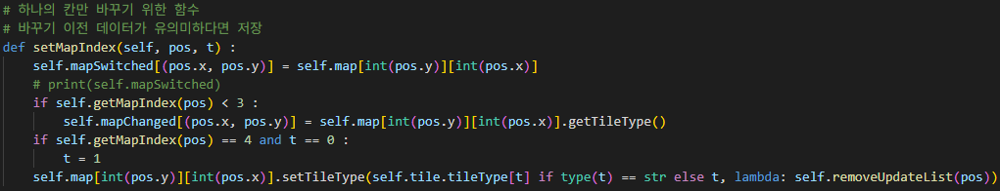 # 하나의 칸만 바꾸기 위한 함수
# 바꾸기 이전 데이터가 유의미하다면 저장
def setMapIndex(self, pos, t) :
    self.mapSwitched[(pos.x, pos.y)] = self.map[int(pos.y)][int(pos.x)]
    # print(self.mapSwitched)
    if self.getMapIndex(pos) < 3 :
        self.mapChanged[(pos.x, pos.y)] = self.map[int(pos.y)][int(pos.x)].getTileType()
    if self.getMapIndex(pos) == 4 and t == 0 :
        t = 1
    self.map[int(pos.y)][int(pos.x)].setTileType(self.tile.tileType[t] if type(t) == str else t, lambda: self.removeUpdateList(pos))